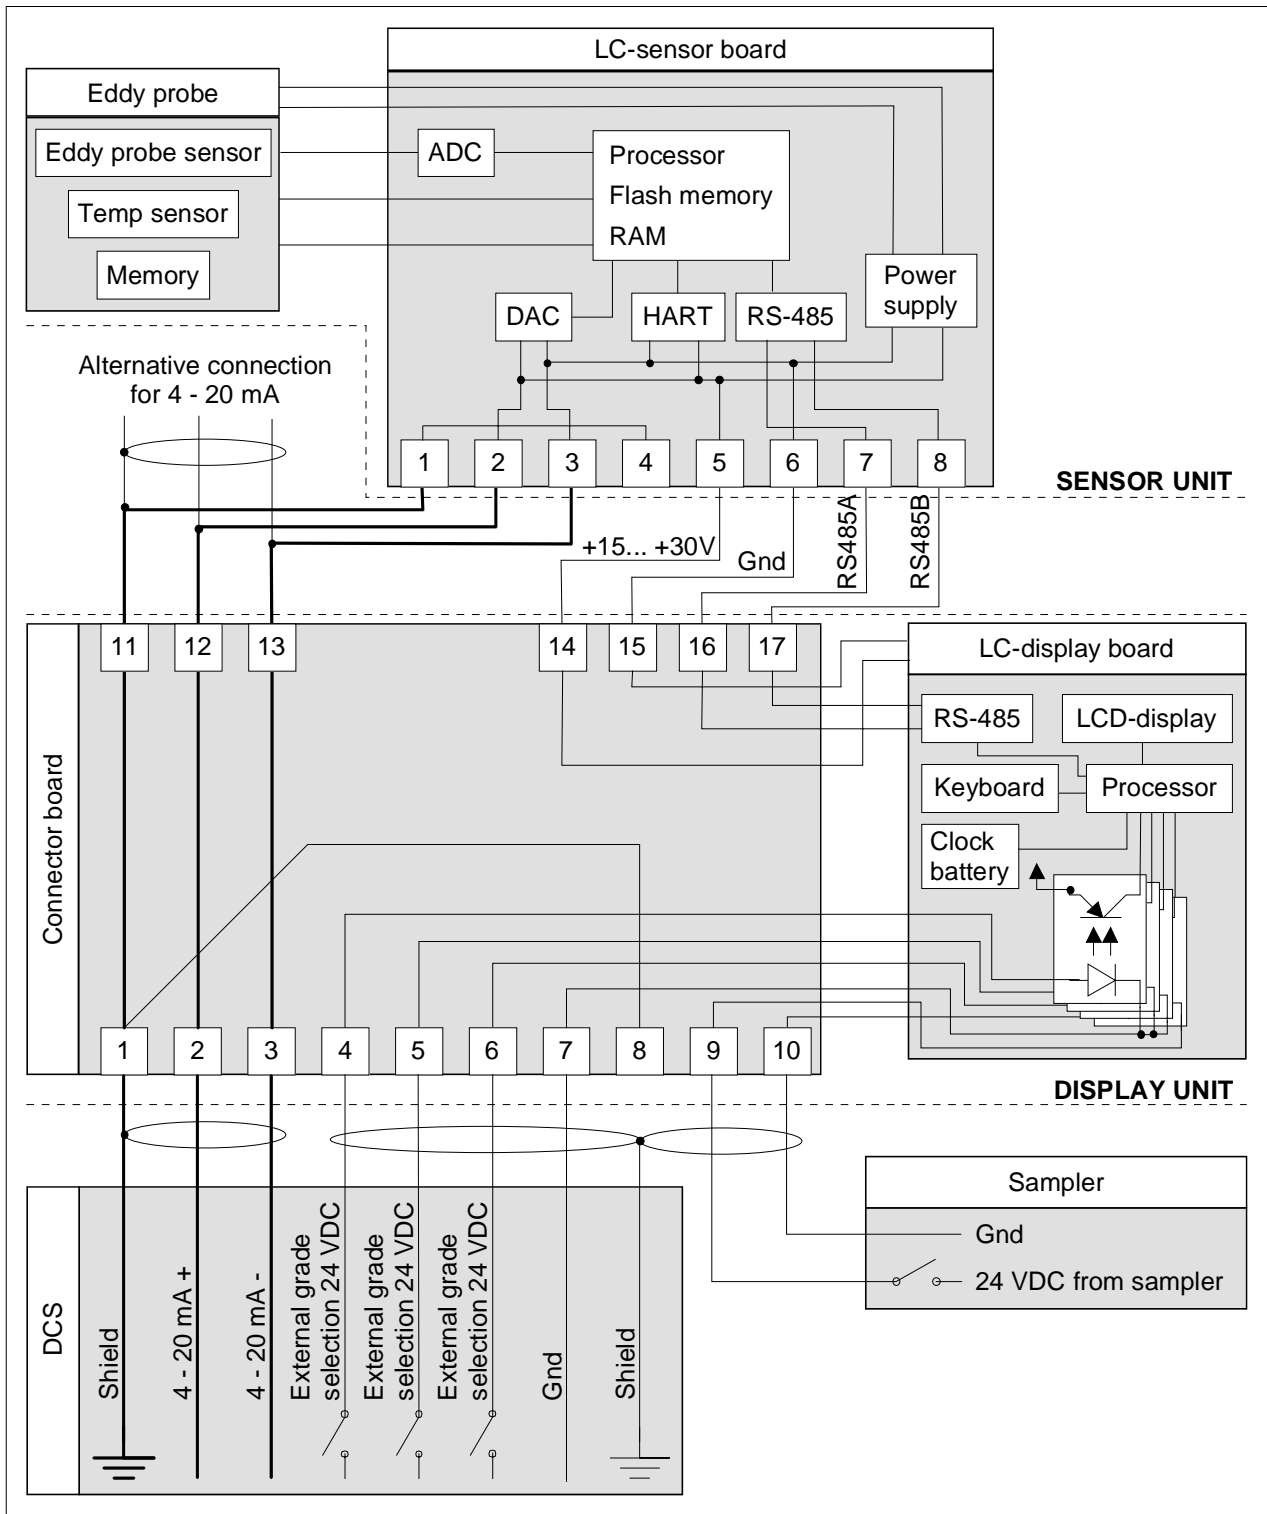 LC-sensor board
Eddy probe
Eddy probe sensor
Temp sensor
Memory
ADC
Processor
Flash memory
RAM
DAC
HART
RS-485
Power
supply
Alternative connection
for 4 - 20 mA
1
2
3
4
5
6
7
8
SENSOR UNIT
+15... +30V
Gnd
RS485A
RS485B
11
12
13
14
15
16
17
LC-display board
RS-485
LCD-display
Keyboard
Processor
Clock
battery
Connector board
1
2
3
4
5
6
7
8
9
10
DISPLAY UNIT
DCS
Shield
4 - 20 mA +
4 - 20 mA -
External grade
selection 24 VDC
External grade
selection 24 VDC
External grade
selection 24 VDC
Gnd
Shield
Sampler
Gnd
24 VDC from sampler